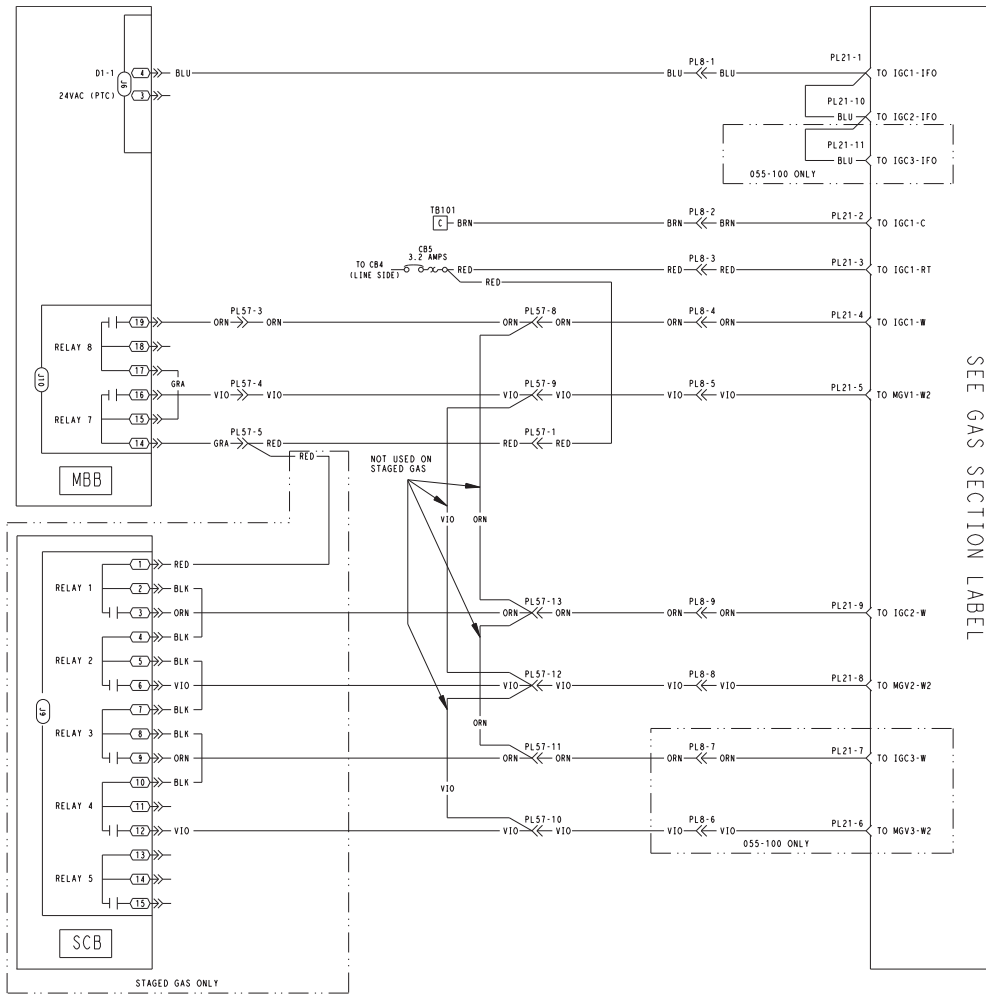 D1-1 4 BLU PL8-1 BLU BLU PL21-1 TO IGC1-IFO
J6
24VAC (PTC) 3
PL21-10
BLU TO IGC2-IFO
PL21-11
BLU TO IGC3-IFO
055-100 ONLY
TB101
C BRN PL8-2 BRN BRN PL21-2 TO IGC1-C
CB5
3.2 AMPS
TO CB4
(LINE SIDE)
RED PL8-3 RED RED PL21-3 TO IGC1-RT
RED
19 ORN PL57-3 ORN ORN PL57-8 ORN ORN PL8-4 ORN PL21-4 TO IGC1-W
RELAY 8 18
17
GRA
J10
16 VIO PL57-4 VIO VIO PL57-9 VIO VIO PL8-5 VIO PL21-5 TO MGV1-W2
RELAY 7 15
14 GRA PL57-5 RED RED PL57-1 RED
RED
MBB
NOT USED ON
STAGED GAS
VIO ORN
SEE GAS SECTION LABEL
1 RED
RELAY 1 2 BLK
3 ORN ORN PL57-13 ORN ORN PL8-9 ORN PL21-9 TO IGC2-W
4 BLK
RELAY 2 5 BLK
6 VIO VIO PL57-12 VIO VIO PL8-8 VIO PL21-8 TO MGV2-W2
J9
7 BLK
RELAY 3 8 BLK
ORN
9 ORN ORN PL57-11 ORN ORN PL8-7 ORN PL21-7 TO IGC3-W
10 BLK
VIO
RELAY 4 11
12 VIO VIO PL57-10 VIO VIO PL8-6 VIO PL21-6 TO MGV3-W2
055-100 ONLY
13
RELAY 5 14
15
SCB
STAGED GAS ONLY